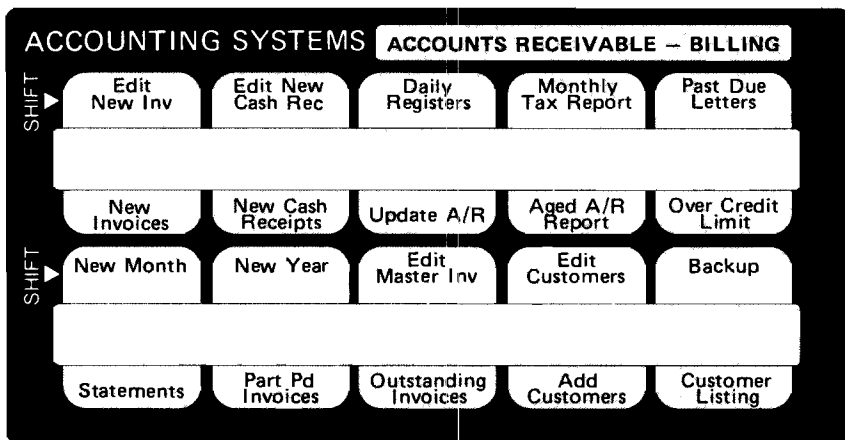 ACCOUNTING SYSTEMS ACCOUNTS RECEIVABLE – BILLING
SHIFT
Edit
New Inv
Edit New
Cash Rec
Daily
Registers
Monthly
Tax Report
Past Due
Letters
New
Invoices
New Cash
Receipts
Update A/R
Aged A/R
Report
Over Credit
Limit
SHIFT
New Month
New Year
Edit
Master Inv
Edit
Customers
Backup
Statements
Part Pd
Invoices
Outstanding
Invoices
Add
Customers
Customer
Listing